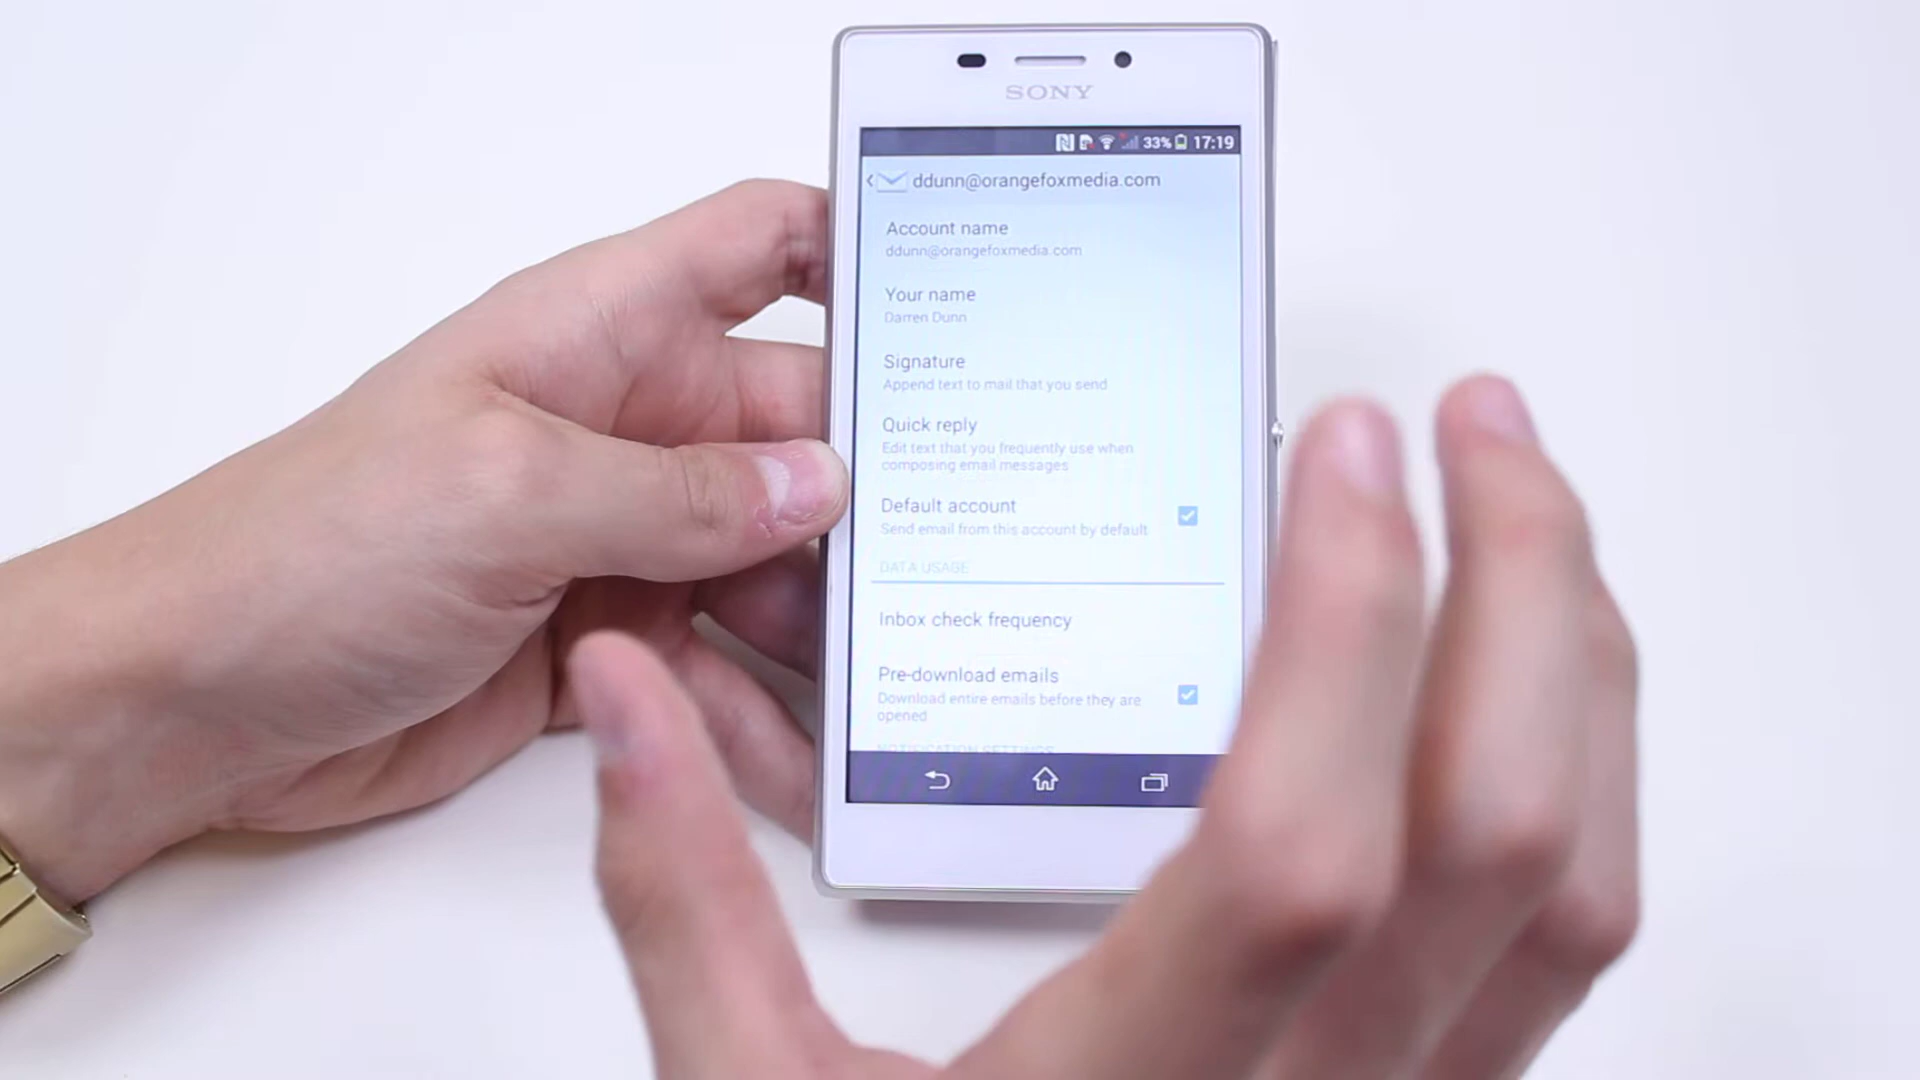 SONY
33% 17:19
ddunn@orangefoxmedia.com
Account name
ddunn@orangefoxmedia.com
Your name
Darren Dunn
Signature
Append text to mail that you send
Quick reply
Edit text that you frequently use when
composing email messages
Default account
Send email from this account by default
DATA USAGE
Inbox check frequency
Pre-download emails
Download entire emails before they are
opened
NOTIFICATION SETTINGS